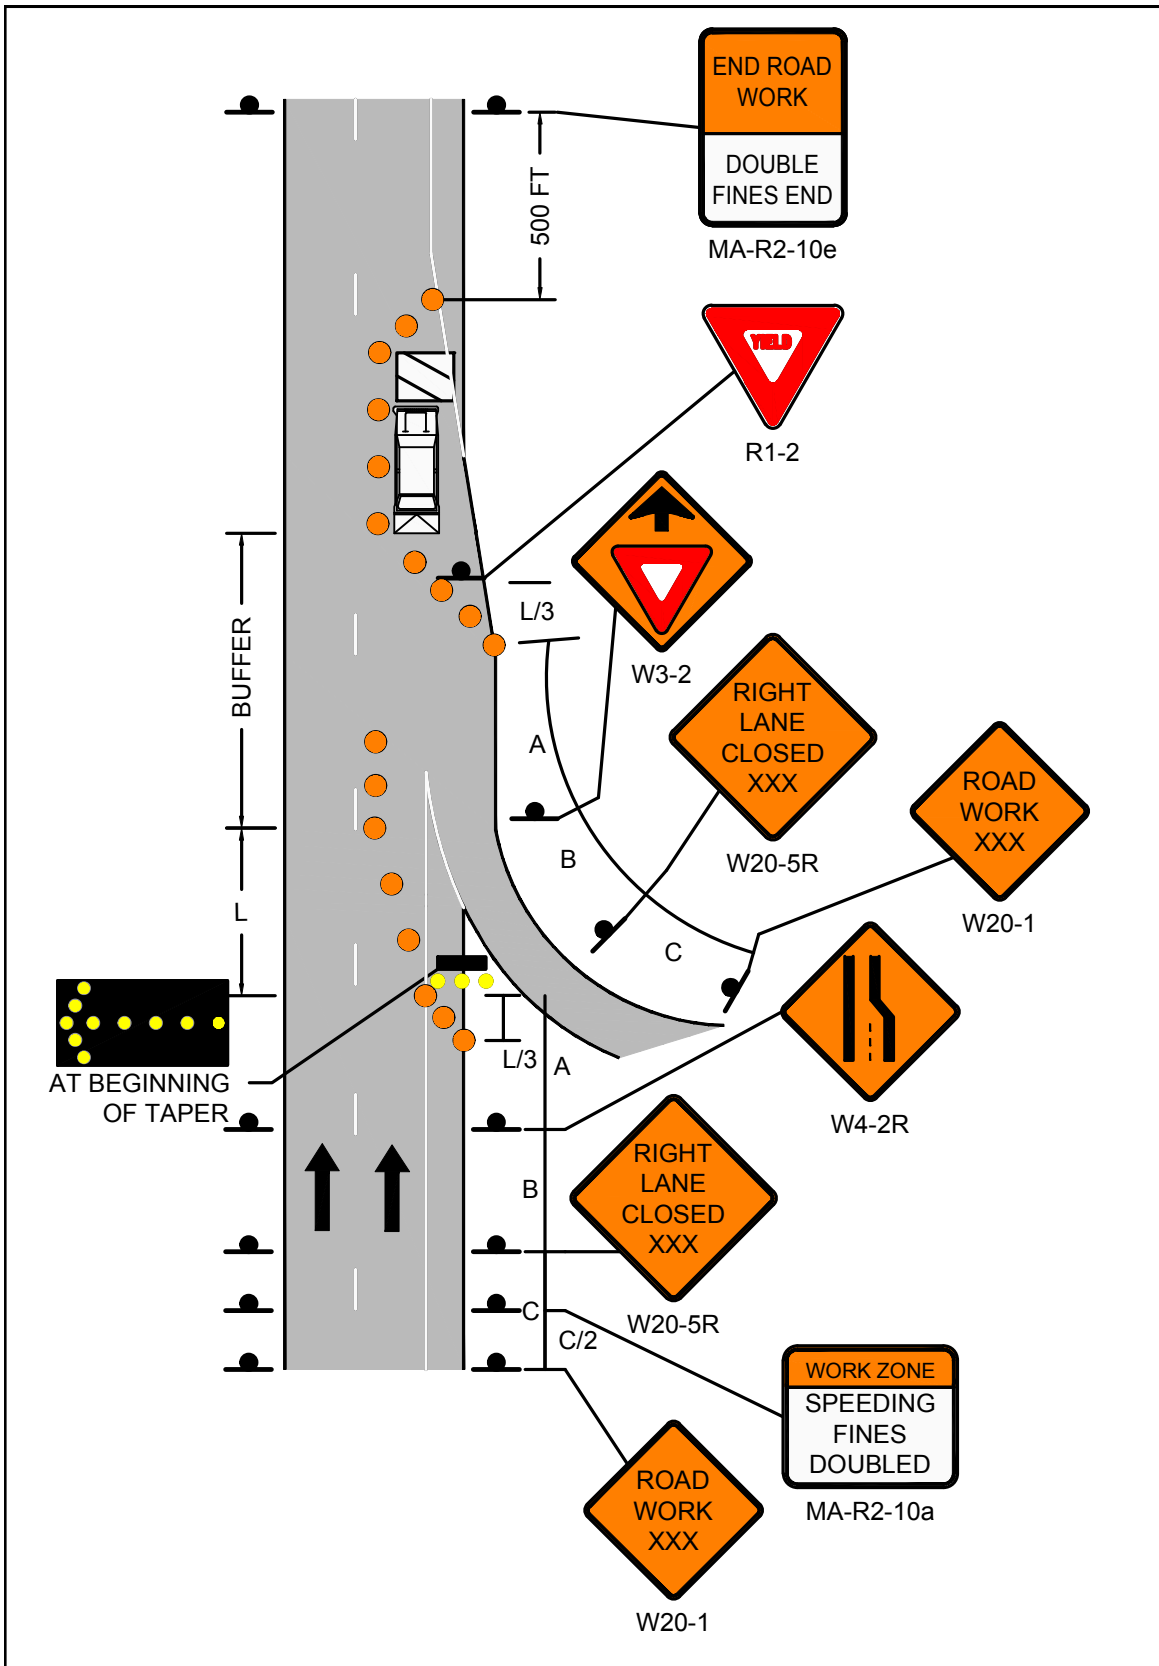 END ROAD
WORK
DOUBLE
FINES END
MA-R2-10e
500 FT
YIELD
R1-2
L/3
W3-2
BUFFER
A
RIGHT
LANE
CLOSED
XXX
W20-5R
ROAD
WORK
XXX
W20-1
B
C
L
AT BEGINNING
OF TAPER
L/3
A
W4-2R
B
RIGHT
LANE
CLOSED
XXX
W20-5R
C
C/2
WORK ZONE
SPEEDING
FINES
DOUBLED
MA-R2-10a
ROAD
WORK
XXX
W20-1